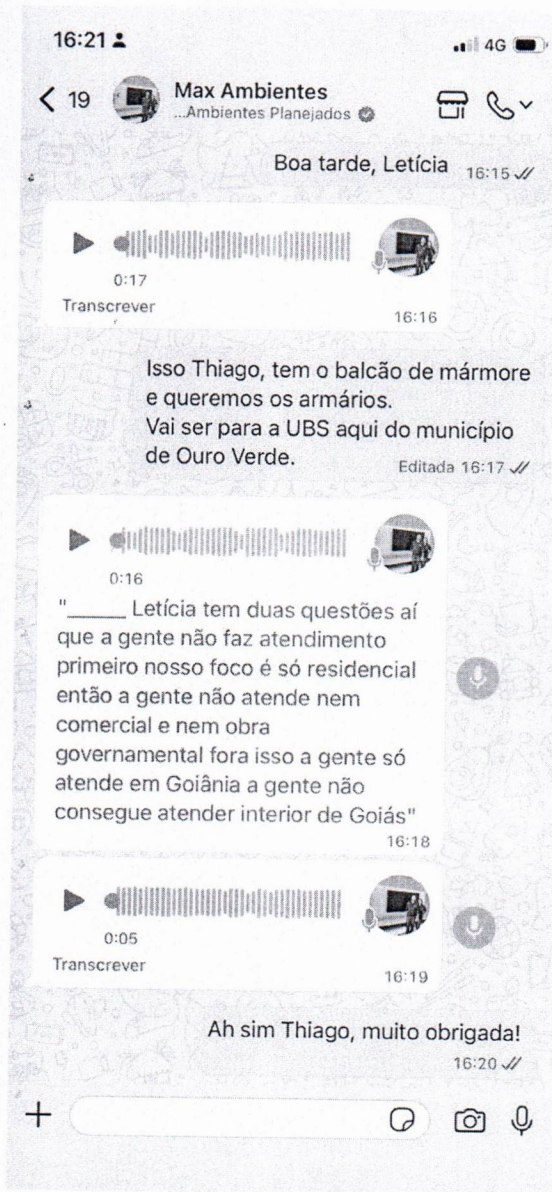 16:21
4G
19
Max Ambientes
...Ambientes Planejados
Boa tarde, Letícia 16:15
0:17
Transcrever
16:16
Isso Thiago, tem o balcão de mármore
e queremos os armários.
Vai ser para a UBS aqui do município
de Ouro Verde.
Editada 16:17
0:16
"_____ Letícia tem duas questões aí
que a gente não faz atendimento
primeiro nosso foco é só residencial
então a gente não atende nem
comercial e nem obra
governamental fora isso a gente só
atende em Goiânia a gente não
consegue atender interior de Goiás"
16:18
0:05
Transcrever
16:19
Ah sim Thiago, muito obrigada!
16:20